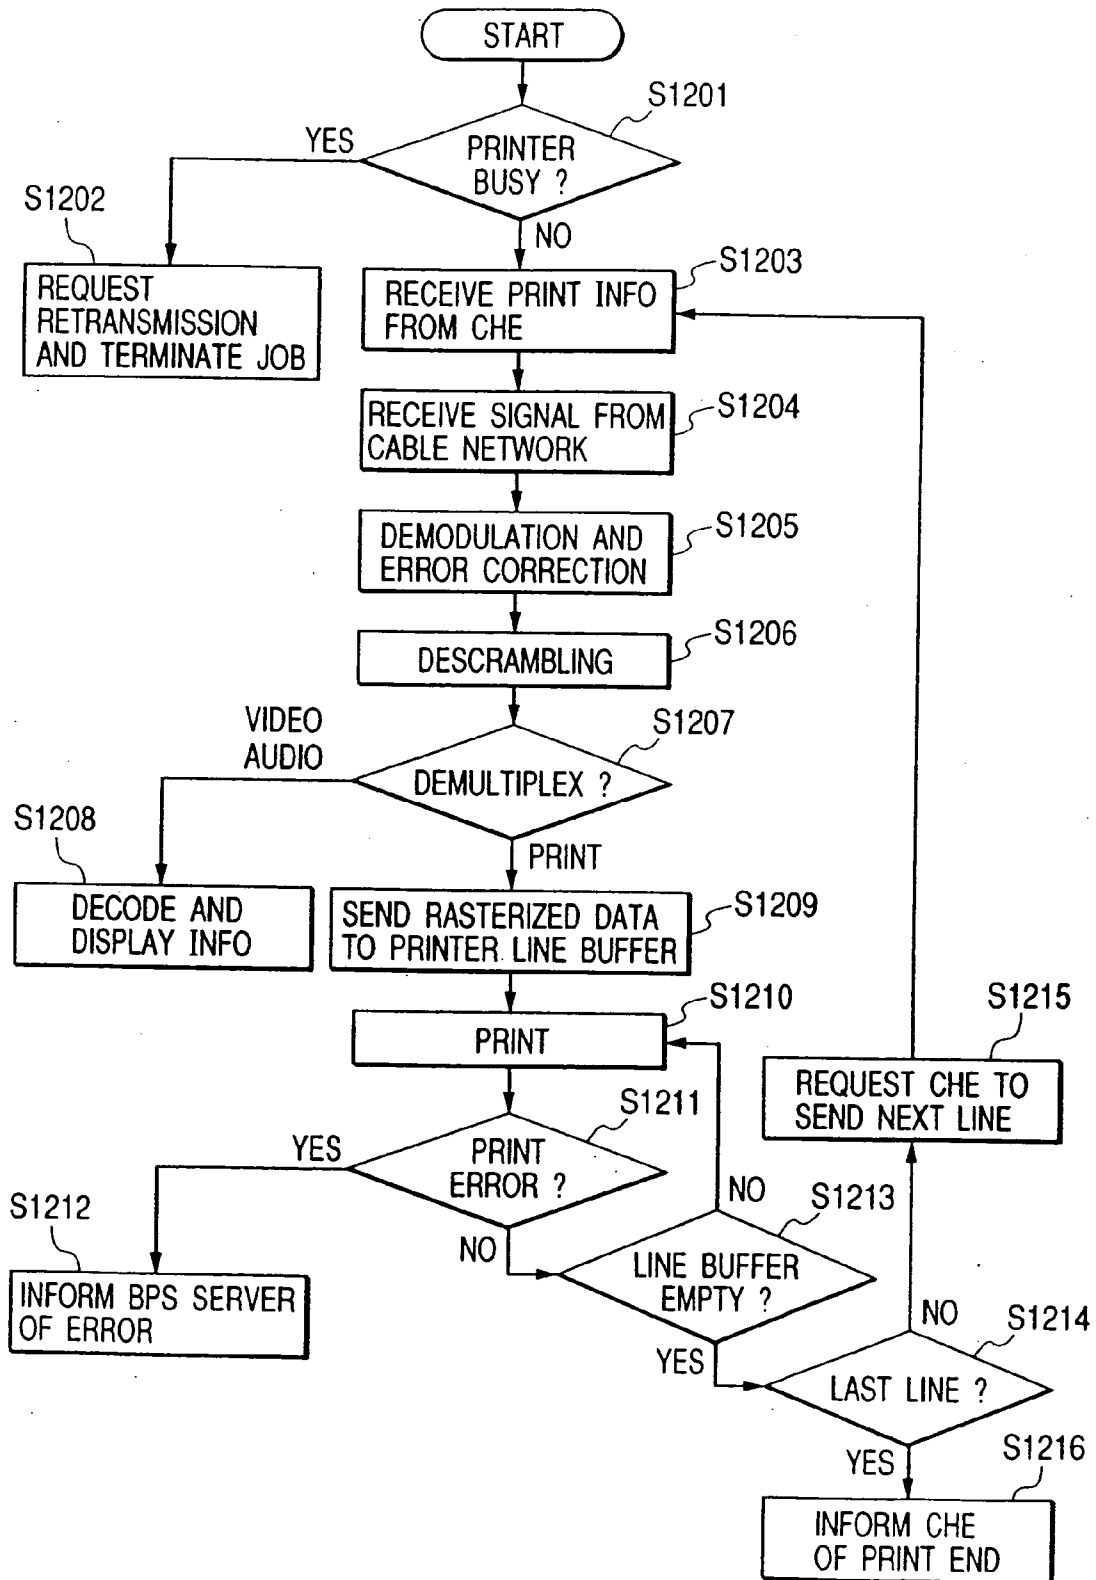 START
S1201
YES
PRINTER
BUSY ?
S1202
NO
REQUEST
RETRANSMISSION
AND TERMINATE JOB
S1203
RECEIVE PRINT INFO
FROM CHE
S1204
RECEIVE SIGNAL FROM
CABLE NETWORK
S1205
DEMODULATION AND
ERROR CORRECTION
S1206
DESCRAMBLING
VIDEO
AUDIO
S1207
DEMULTIPLEX ?
S1208
PRINT
DECODE AND
DISPLAY INFO
S1209
SEND RASTERIZED DATA
TO PRINTER LINE BUFFER
S1210
PRINT
S1215
REQUEST CHE TO
SEND NEXT LINE
S1211
YES
PRINT
ERROR ?
S1212
NO
NO
S1213
INFORM BPS SERVER
OF ERROR
LINE BUFFER
EMPTY ?
YES
NO
S1214
LAST LINE ?
YES
S1216
INFORM CHE
OF PRINT END